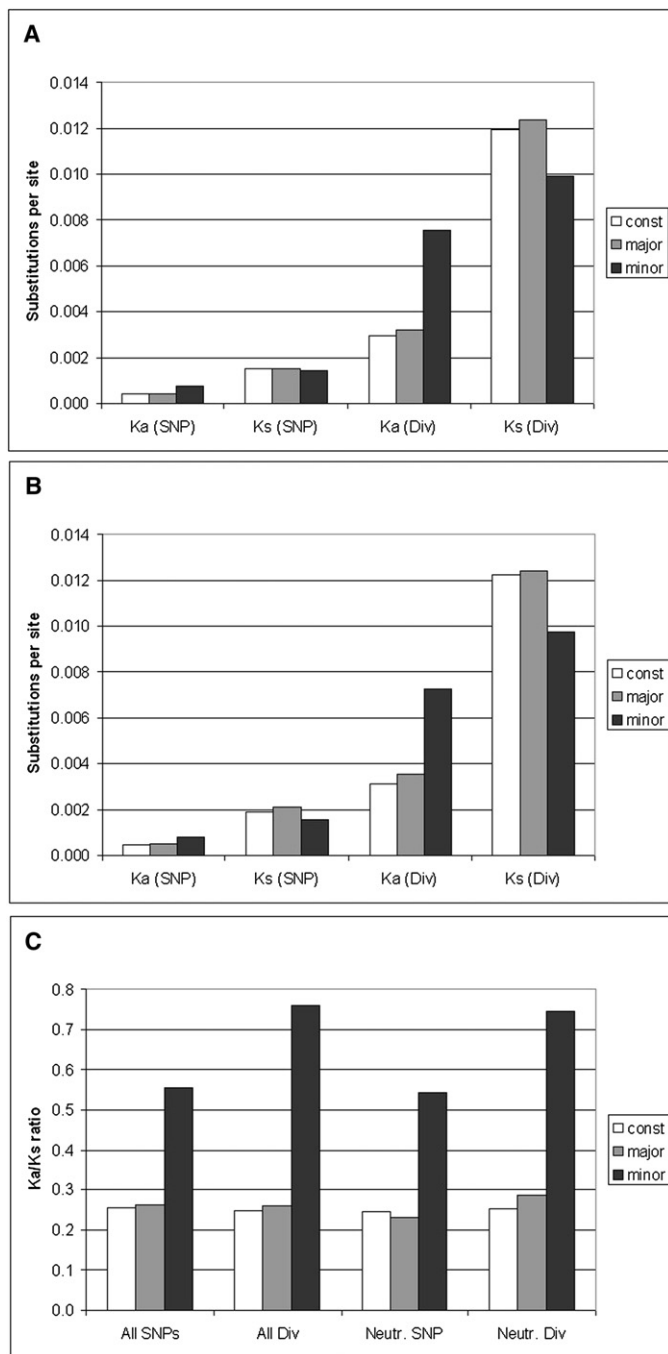 A
Substitutions per site
0.014
0.012
0.010
0.008
0.006
0.004
0.002
0.000
Ka (SNP) Ks (SNP) Ka (Div) Ks (Div)
const
major
minor
B
Substitutions per site
0.014
0.012
0.010
0.008
0.006
0.004
0.002
0.000
Ka (SNP) Ks (SNP) Ka (Div) Ks (Div)
const
major
minor
C
Ka/Ks ratio
0.8
0.7
0.6
0.5
0.4
0.3
0.2
0.1
0.0
All SNPs All Div Neutr. SNP Neutr. Div
const
major
minor